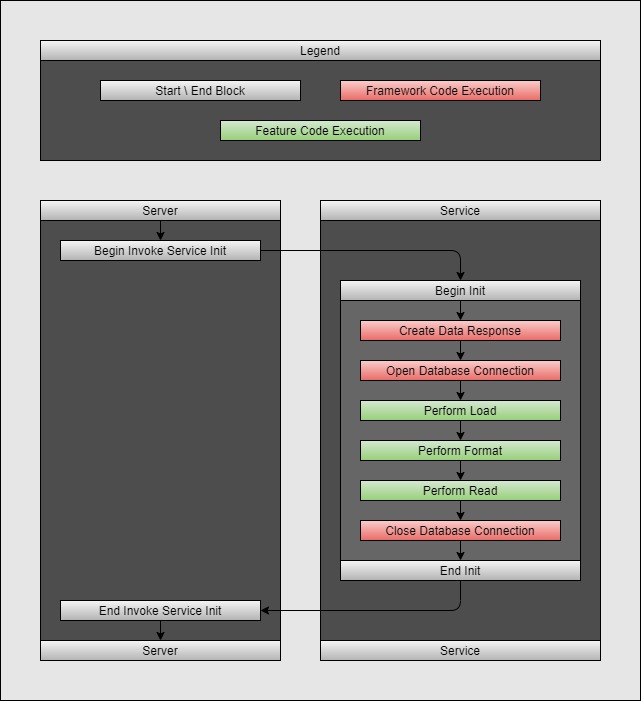 Legend
Start \ End Block
Framework Code Execution
Feature Code Execution
Server
Service
Begin Invoke Service Init
Begin Init
Create Data Response
Open Database Connection
Perform Load
Perform Format
Perform Read
Close Database Connection
End Init
End Invoke Service Init
Server
Service